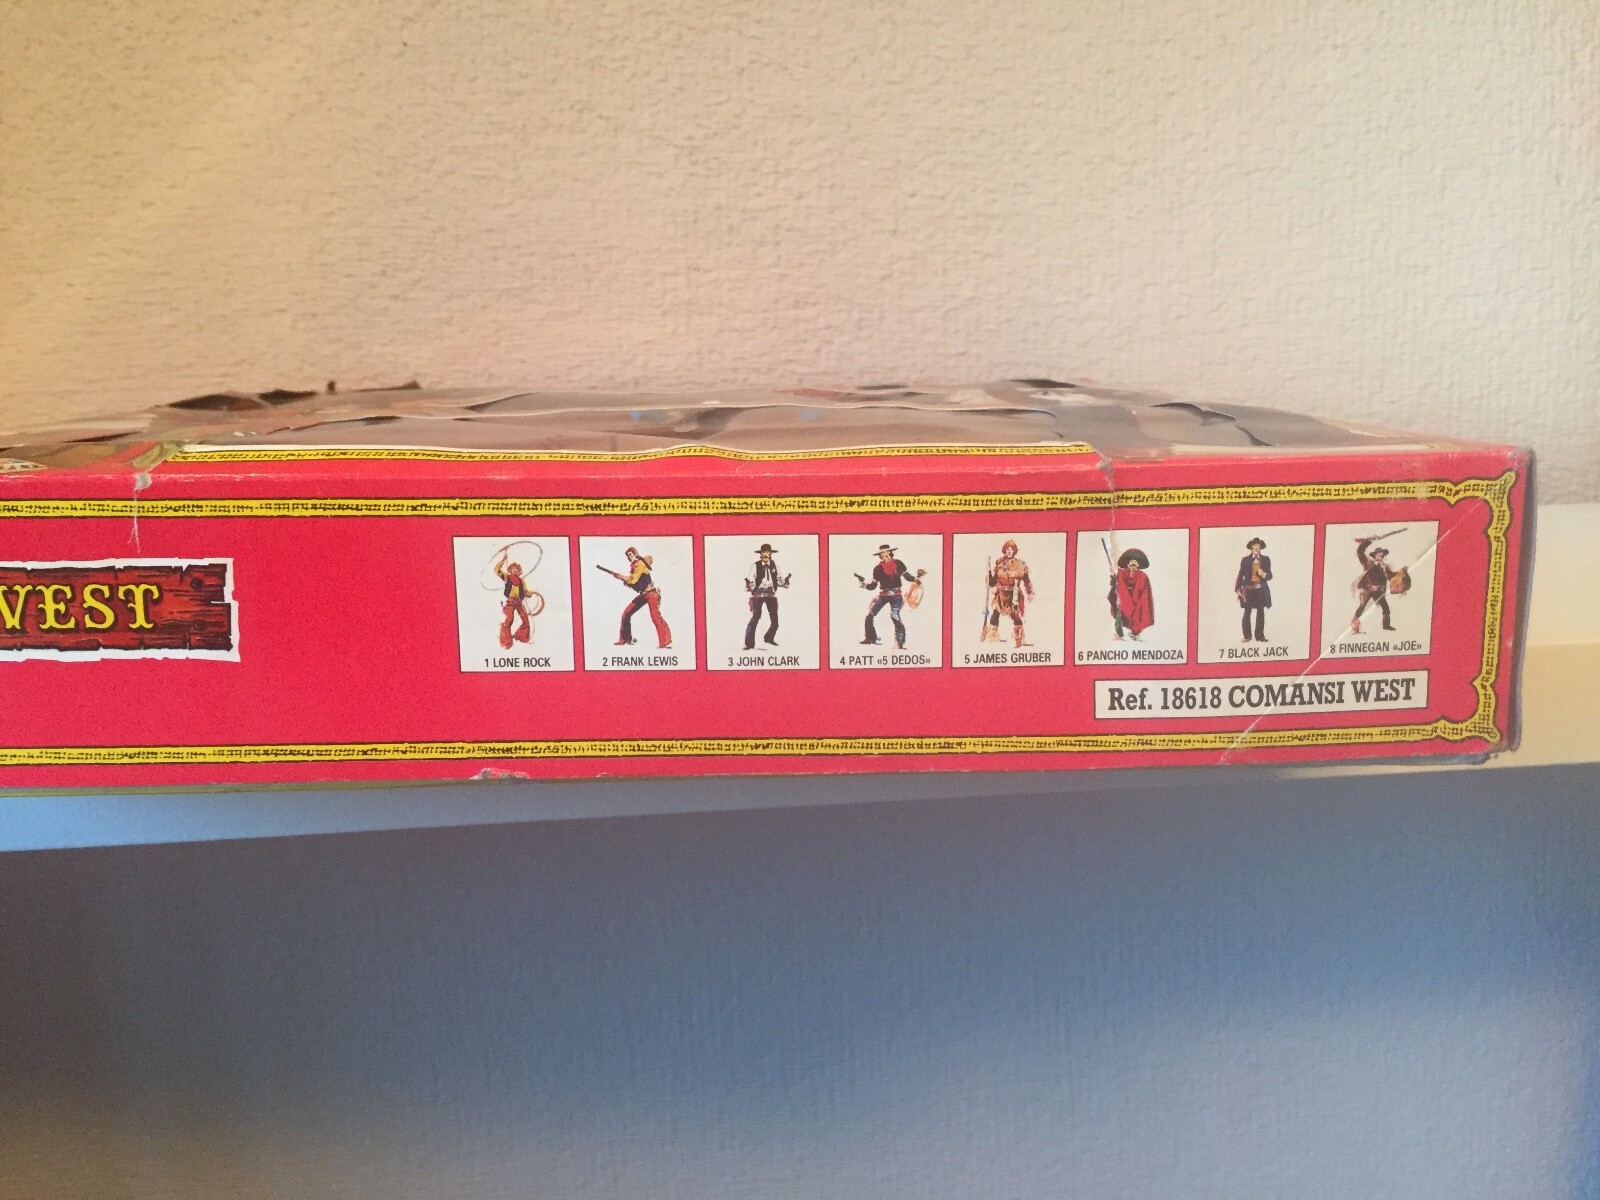 WEST
1 LONE ROCK
2 FRANK LEWIS
3 JOHN CLARK
4 PATT «5 DEDOS»
5 JAMES GRUBER
6 PANCHO MENDOZA
7 BLACK JACK
8 FINNEGAN «JOE»
Ref. 18618 COMANSI WEST